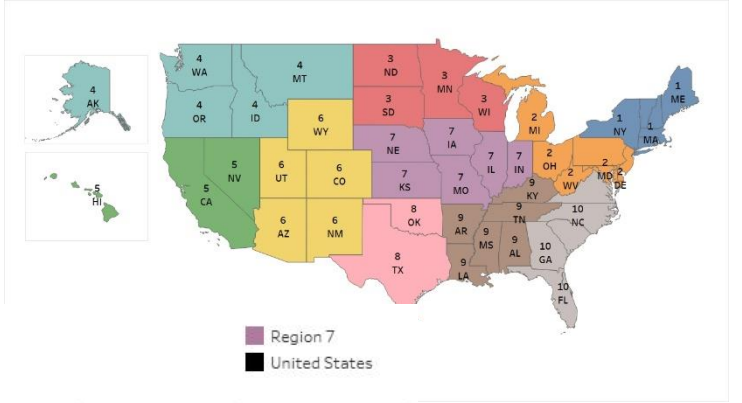 4
WA
4
MT
3
ND
3
MN
1
ME
4
AK
4
OR
4
ID
3
SD
3
WI
2
MI
1
NY
1
MA
6
WY
7
NE
7
IA
7
IL
7
IN
2
OH
2
MD
2
DE
2
WV
5
NV
5
CA
6
UT
6
CO
7
KS
7
MO
9
KY
5
HI
6
AZ
6
NM
8
OK
9
AR
9
TN
10
NC
9
MS
9
AL
10
GA
8
TX
9
LA
10
FL
Region 7
United States